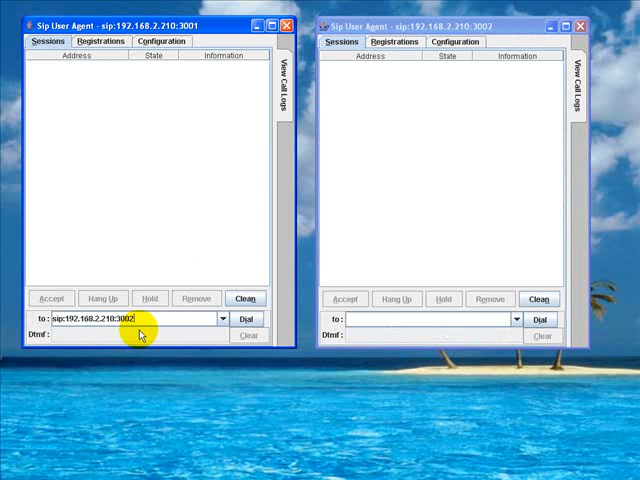 Sip User Agent - sip:192.168.2.210:3001
Sessions Registrations Configuration
Address State Information
View Call Logs
Accept Hang Up Hold Remove Clean
to : sip:192.168.2.210:3002 Dial
Dtmf : Clear
Sip User Agent - sip:192.168.2.210:3002
Sessions Registrations Configuration
Address State Information
View Call Logs
Accept Hang Up Hold Remove Clean
to : Dial
Dtmf : Clear